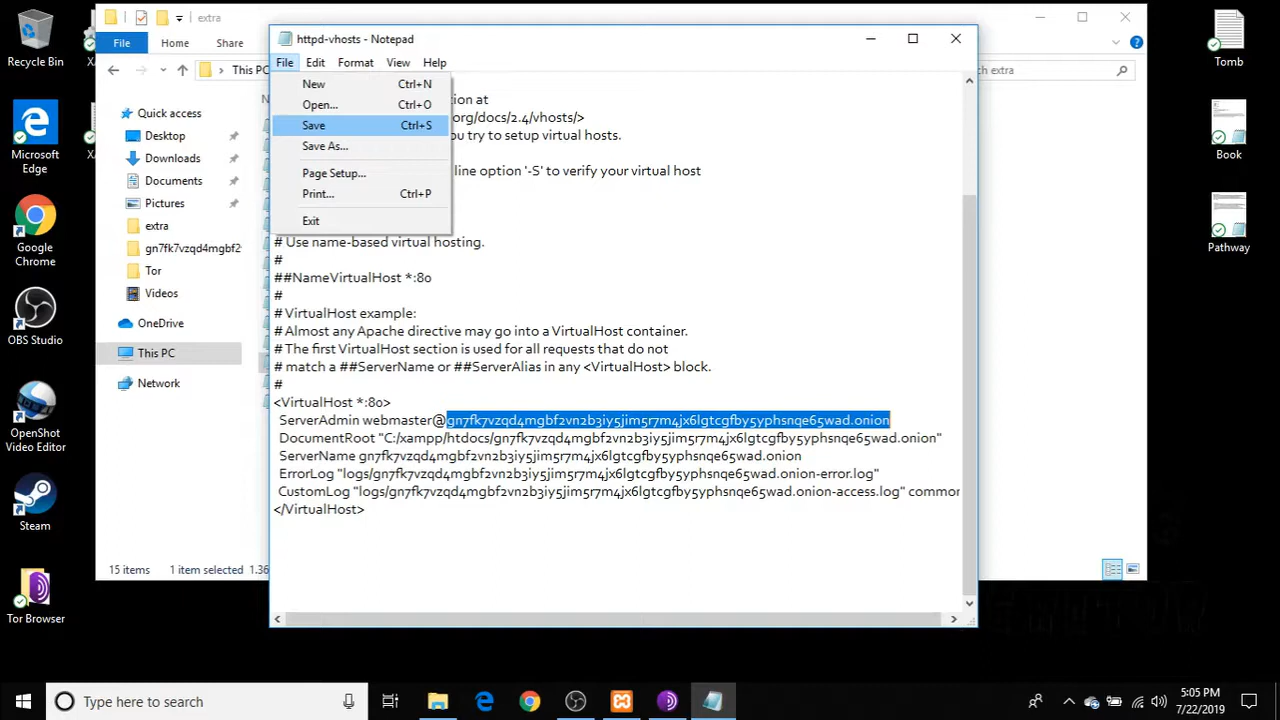 extra
File
Home
Share
This PC
extra
Quick access
Desktop
Downloads
Documents
Pictures
extra
gn7fk7vzqd4mgbf2
Tor
Videos
OneDrive
This PC
Network
15 items
1 item selected
1.36
httpd-vhosts - Notepad
File Edit Format View Help
New Ctrl+N
Open... Ctrl+O
Save Ctrl+S
Save As...
Page Setup...
Print... Ctrl+P
Exit
tion at
org/docs/2.4/vhosts/>
you try to setup virtual hosts.
line option '-S' to verify your virtual host
# Use name-based virtual hosting.
#
##NameVirtualHost *:80
#
# VirtualHost example:
# Almost any Apache directive may go into a VirtualHost container.
# The first VirtualHost section is used for all requests that do not
# match a ##ServerName or ##ServerAlias in any <VirtualHost> block.
#
<VirtualHost *:80>
ServerAdmin webmaster@gn7fk7vzqd4mgbf2vn2b3iy5jim5r7m4jx6lgtcgfby5yphsnqe65wad.onion
DocumentRoot "C:/xampp/htdocs/gn7fk7vzqd4mgbf2vn2b3iy5jim5r7m4jx6lgtcgfby5yphsnqe65wad.onion"
ServerName gn7fk7vzqd4mgbf2vn2b3iy5jim5r7m4jx6lgtcgfby5yphsnqe65wad.onion
ErrorLog "logs/gn7fk7vzqd4mgbf2vn2b3iy5jim5r7m4jx6lgtcgfby5yphsnqe65wad.onion-error.log"
CustomLog "logs/gn7fk7vzqd4mgbf2vn2b3iy5jim5r7m4jx6lgtcgfby5yphsnqe65wad.onion-access.log" common
</VirtualHost>
Recycle Bin
Microsoft
Edge
Google
Chrome
OBS Studio
OpenShot
Video Editor
Steam
Tor Browser
Tomb
Book
Pathway
Type here to search
5:05 PM
7/22/2019